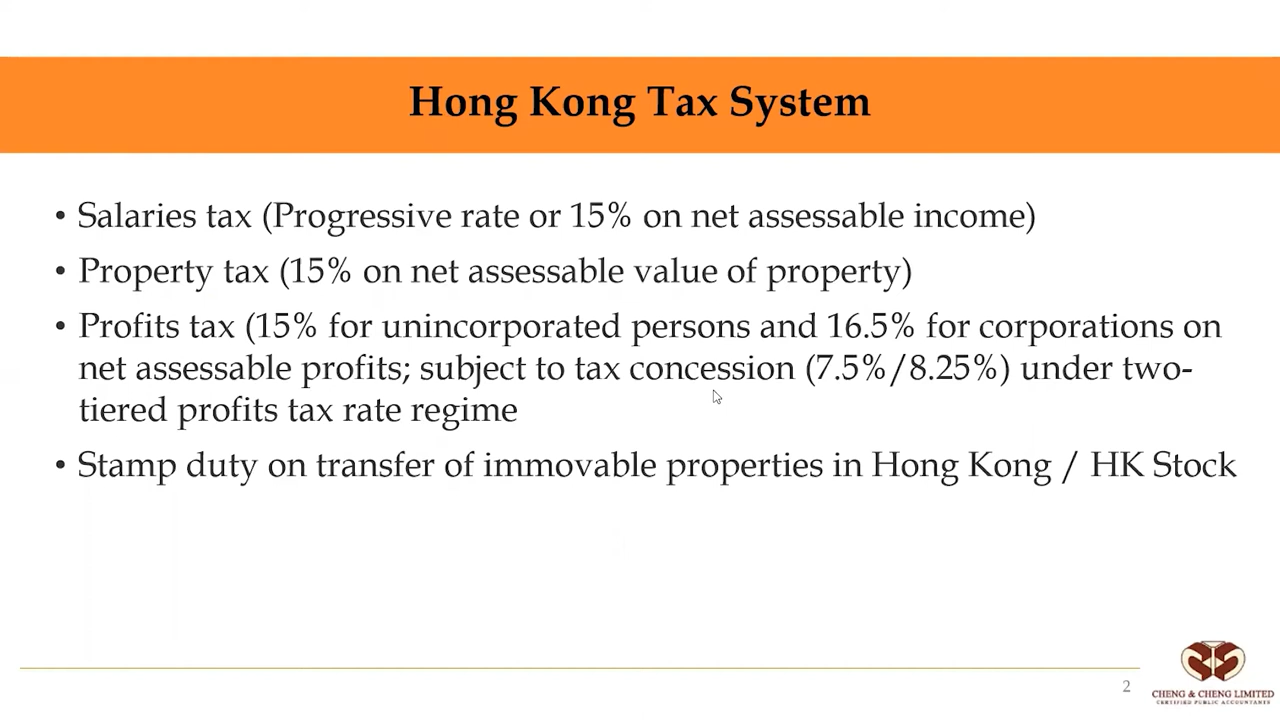 Hong Kong Tax System
• Salaries tax (Progressive rate or 15% on net assessable income)
• Property tax (15% on net assessable value of property)
• Profits tax (15% for unincorporated persons and 16.5% for corporations on
net assessable profits; subject to tax concession (7.5%/8.25%) under two-
tiered profits tax rate regime
• Stamp duty on transfer of immovable properties in Hong Kong / HK Stock
2
CHENG & CHENG LIMITED
CERTIFIED PUBLIC ACCOUNTANTS